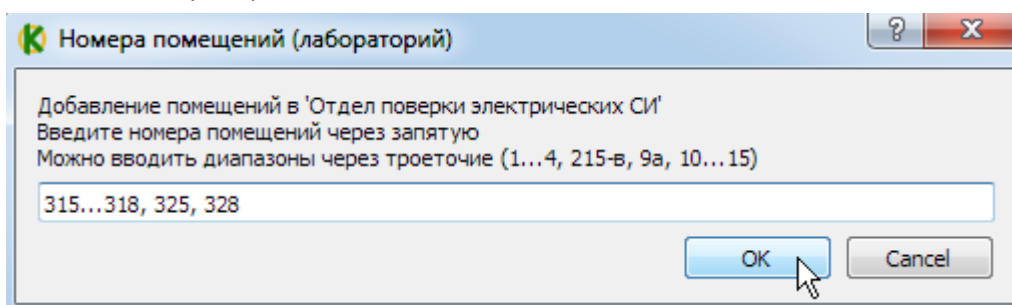 Номера помещений (лабораторий)
Добавление помещений в 'Отдел поверки электрических СИ'
Введите номера помещений через запятую
Можно вводить диапазоны через троеточие (1...4, 215-в, 9а, 10...15)
315...318, 325, 328
OK Cancel